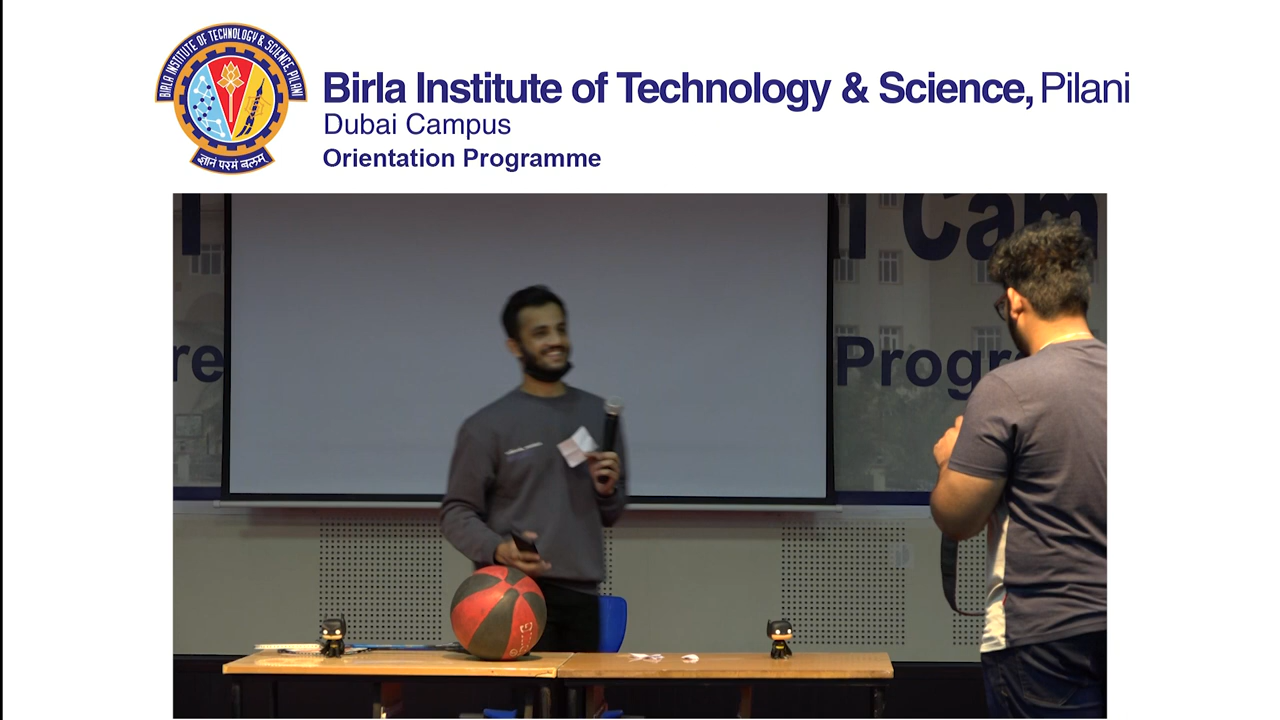 BIRLA INSTITUTE OF TECHNOLOGY & SCIENCE PILANI
ज्ञानं परमं बलम्
Birla Institute of Technology & Science, Pilani
Dubai Campus
Orientation Programme
Cam
re
Progr